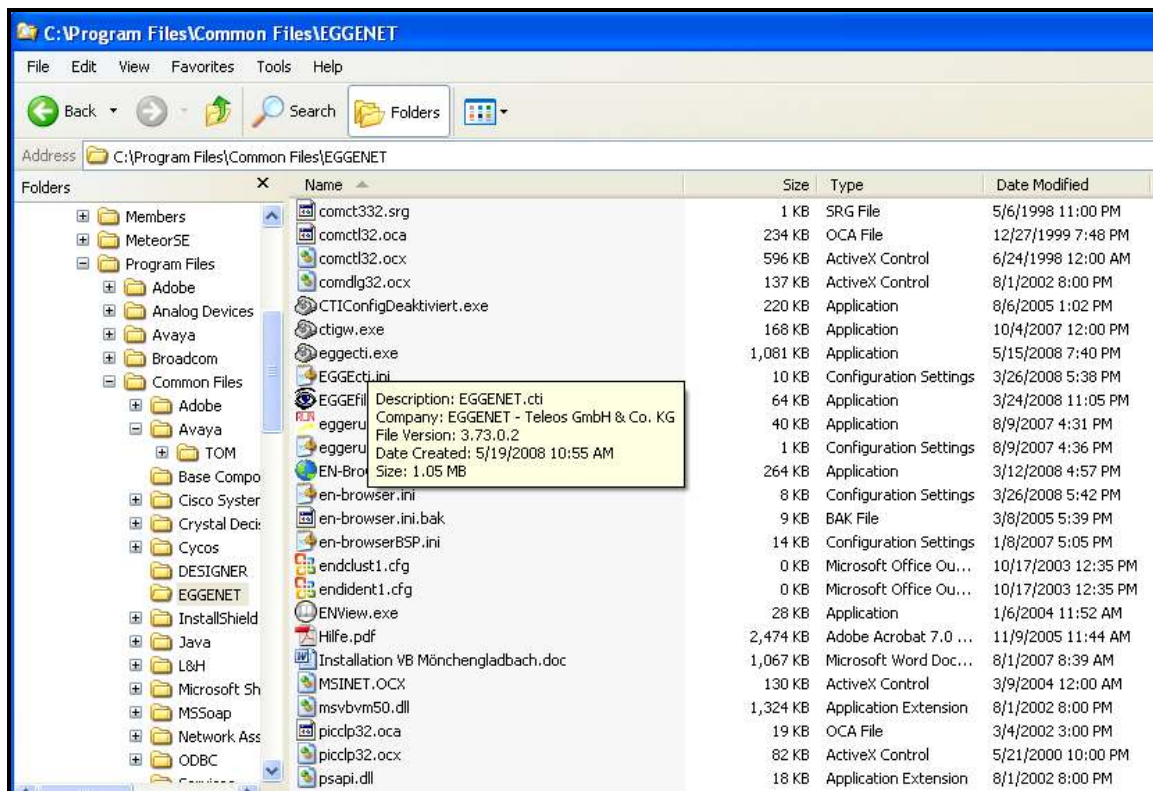 C:\Program Files\Common Files\EGGENET
File Edit View Favorites Tools Help
Back Search Folders
Address C:\Program Files\Common Files\EGGENET
Folders
Members
MeteorSE
Program Files
Adobe
Analog Devices
Avaya
Broadcom
Common Files
Adobe
Avaya
TOM
Base Compo
Cisco System
Crystal Decis
Cycos
DESIGNER
EGGENET
InstallShield
Java
L&H
Microsoft Sh
MSSoap
Network Ass
ODBC
Name Size Type Date Modified
comct332.srg 1 KB SRG File 5/6/1998 11:00 PM
comctl32.oca 234 KB OCA File 12/27/1999 7:48 PM
comctl32.ocx 596 KB ActiveX Control 6/24/1998 12:00 AM
comdlg32.ocx 137 KB ActiveX Control 8/1/2002 8:00 PM
CTIConfigDeaktiviert.exe 220 KB Application 8/6/2005 1:02 PM
ctigw.exe 168 KB Application 10/4/2007 12:00 PM
eggecti.exe 1,081 KB Application 5/15/2008 7:40 PM
EGGEcti.ini 10 KB Configuration Settings 3/26/2008 5:38 PM
EGGEfil 64 KB Application 3/24/2008 11:05 PM
eggeru 40 KB Application 8/9/2007 4:31 PM
eggeru 1 KB Configuration Settings 8/9/2007 4:36 PM
EN-Bro 264 KB Application 3/12/2008 4:57 PM
Description: EGGENET.cti
Company: EGGENET - Teleos GmbH & Co. KG
File Version: 3.73.0.2
Date Created: 5/19/2008 10:55 AM
Size: 1.05 MB
en-browser.ini 8 KB Configuration Settings 3/26/2008 5:42 PM
en-browser.ini.bak 9 KB BAK File 3/8/2005 5:39 PM
en-browserBSP.ini 14 KB Configuration Settings 1/8/2007 5:05 PM
endclust1.cfg 0 KB Microsoft Office Ou... 10/17/2003 12:35 PM
endident1.cfg 0 KB Microsoft Office Ou... 10/17/2003 12:35 PM
ENView.exe 28 KB Application 1/6/2004 11:52 AM
Hilfe.pdf 2,474 KB Adobe Acrobat 7.0 ... 11/9/2005 11:44 AM
Installation VB Mönchengladbach.doc 1,067 KB Microsoft Word Doc... 8/1/2007 8:39 AM
MSINET.OCX 130 KB ActiveX Control 3/9/2004 12:00 AM
msvbvm50.dll 1,324 KB Application Extension 8/1/2002 8:00 PM
picclp32.oca 19 KB OCA File 3/4/2002 3:00 PM
picclp32.ocx 82 KB ActiveX Control 5/21/2000 10:00 PM
psapi.dll 18 KB Application Extension 8/1/2002 8:00 PM